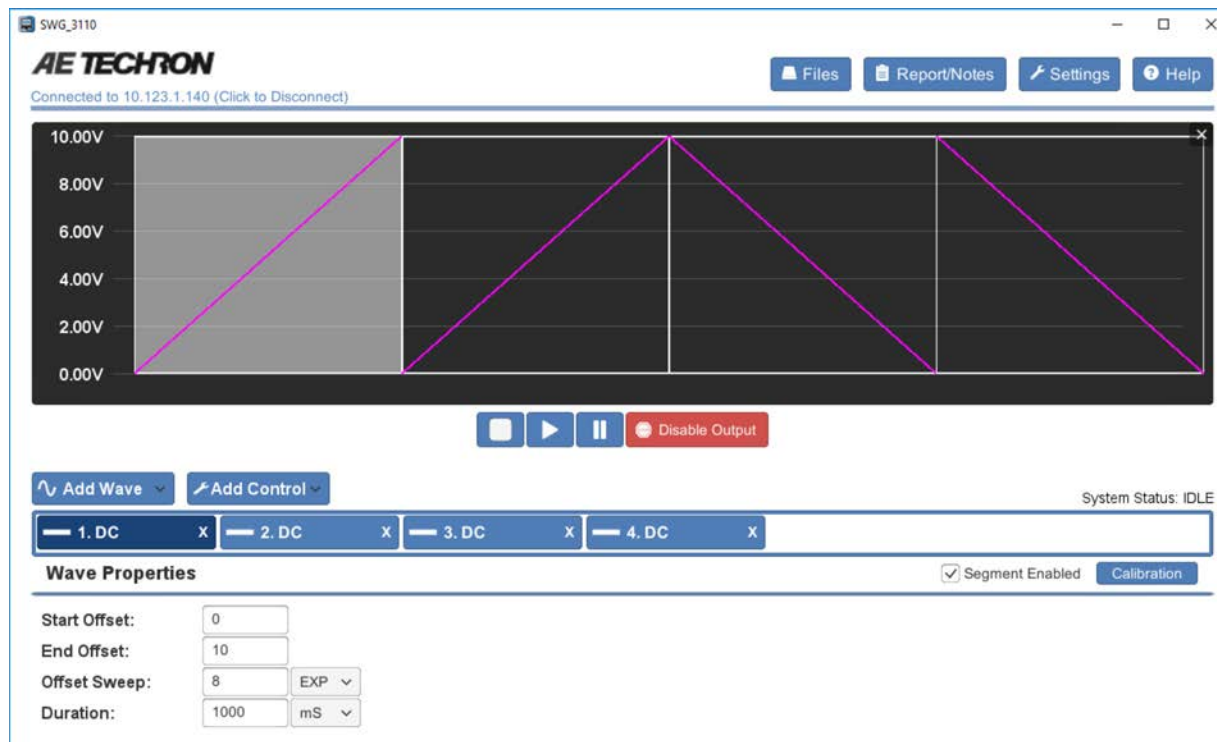 SWG_3110
AE TECHRON
Files Report/Notes Settings Help
Connected to 10.123.1.140 (Click to Disconnect)
10.00V
8.00V
6.00V
4.00V
2.00V
0.00V
Disable Output
Add Wave Add Control
System Status: IDLE
1. DC X 2. DC X 3. DC X 4. DC X
Wave Properties Segment Enabled Calibration
Start Offset: 0
End Offset: 10
Offset Sweep: 8 EXP
Duration: 1000 mS